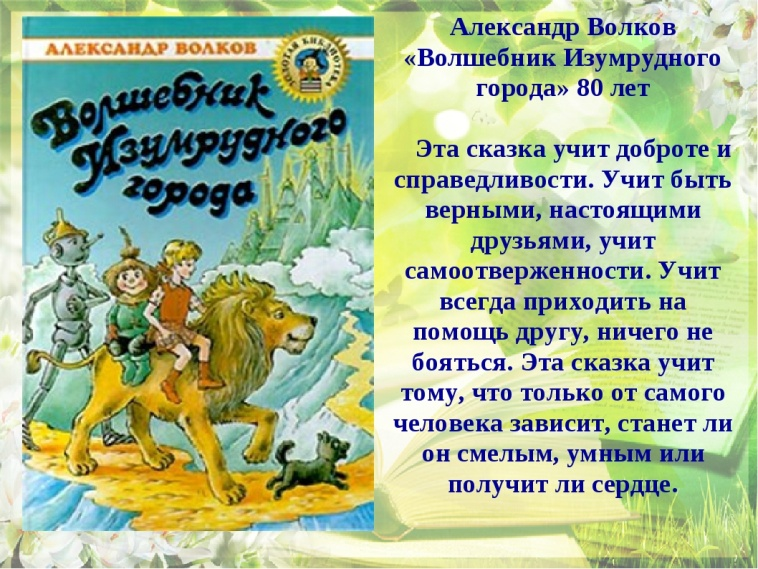 АЛЕКСАНДР ВОЛКОВ
ЗОЛОТАЯ БИБЛИОТЕКА
Волшебник
Изумрудного
города
Александр Волков
«Волшебник Изумрудного
города» 80 лет
Эта сказка учит доброте и
справедливости. Учит быть
верными, настоящими
друзьями, учит
самоотверженности. Учит
всегда приходить на
помощь другу, ничего не
бояться. Эта сказка учит
тому, что только от самого
человека зависит, станет ли
он смелым, умным или
получит ли сердце.